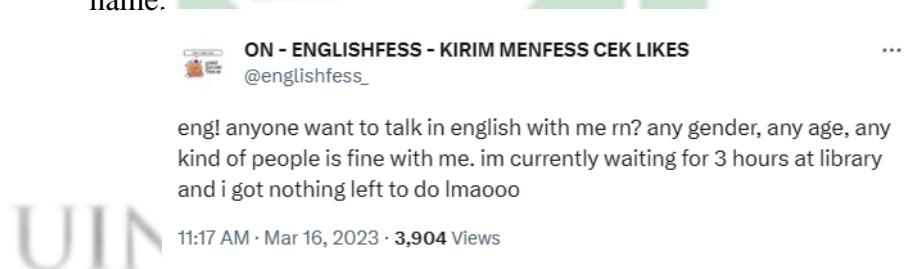 name.
ON - ENGLISHFESS - KIRIM MENFESS CEK LIKES
@englishfess_
eng! anyone want to talk in english with me rn? any gender, any age, any
kind of people is fine with me. im currently waiting for 3 hours at library
and i got nothing left to do lmaooo
11:17 AM · Mar 16, 2023 · 3,904 Views
UIN